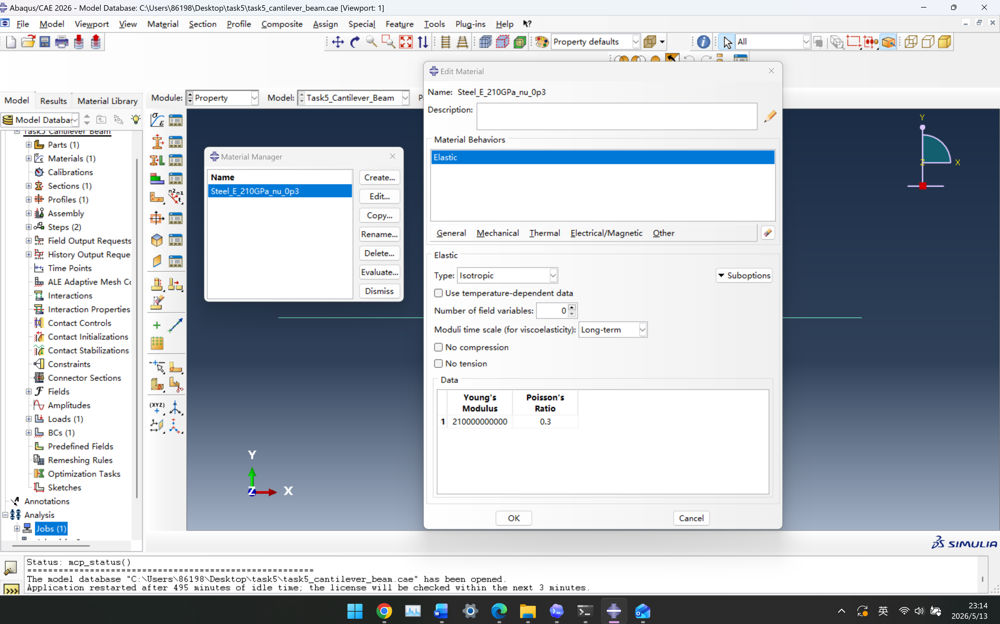 Abaqus/CAE 2026 - Model Database: C:\Users\86198\Desktop\task5\task5_cantilever_beam.cae [Viewport: 1]
File Model Viewport View Material Section Profile Composite Assign Special Feature Tools Plug-ins Help
Property defaults
All
Model Results Material Library
Module: Property Model: Task5_Cantilever_Beam
Model Databa
Task5_Cantilever_Beam
Parts (1)
Materials (1)
Calibrations
Sections (1)
Profiles (1)
Assembly
Steps (2)
Field Output Requests
History Output Reque
Time Points
ALE Adaptive Mesh Co
Interactions
Interaction Properties
Contact Controls
Contact Initializations
Contact Stabilizations
Constraints
Connector Sections
Fields
Amplitudes
Loads (1)
BCs (1)
Predefined Fields
Remeshing Rules
Optimization Tasks
Sketches
Annotations
Analysis
Jobs (1)
n2 n1
t
(XYZ)
Material Manager
Name
Steel_E_210GPa_nu_0p3
Create...
Edit...
Copy...
Rename...
Delete...
Evaluate...
Dismiss
Edit Material
Name: Steel_E_210GPa_nu_0p3
Description:
Material Behaviors
Elastic
General Mechanical Thermal Electrical/Magnetic Other
Elastic
Type: Isotropic
Suboptions
Use temperature-dependent data
Number of field variables: 0
Moduli time scale (for viscoelasticity): Long-term
No compression
No tension
Data
Young's Modulus
Poisson's Ratio
1 210000000000 0.3
OK Cancel
Y
Z
X
Y
Z
X
SIMULIA
Status: mcp_status()
The model database "C:\Users\86198\Desktop\task5\task5_cantilever_beam.cae" has been opened.
Application restarted after 495 minutes of idle time; the license will be checked within the next 3 minutes.
>>>
英
23:14
2026/5/13